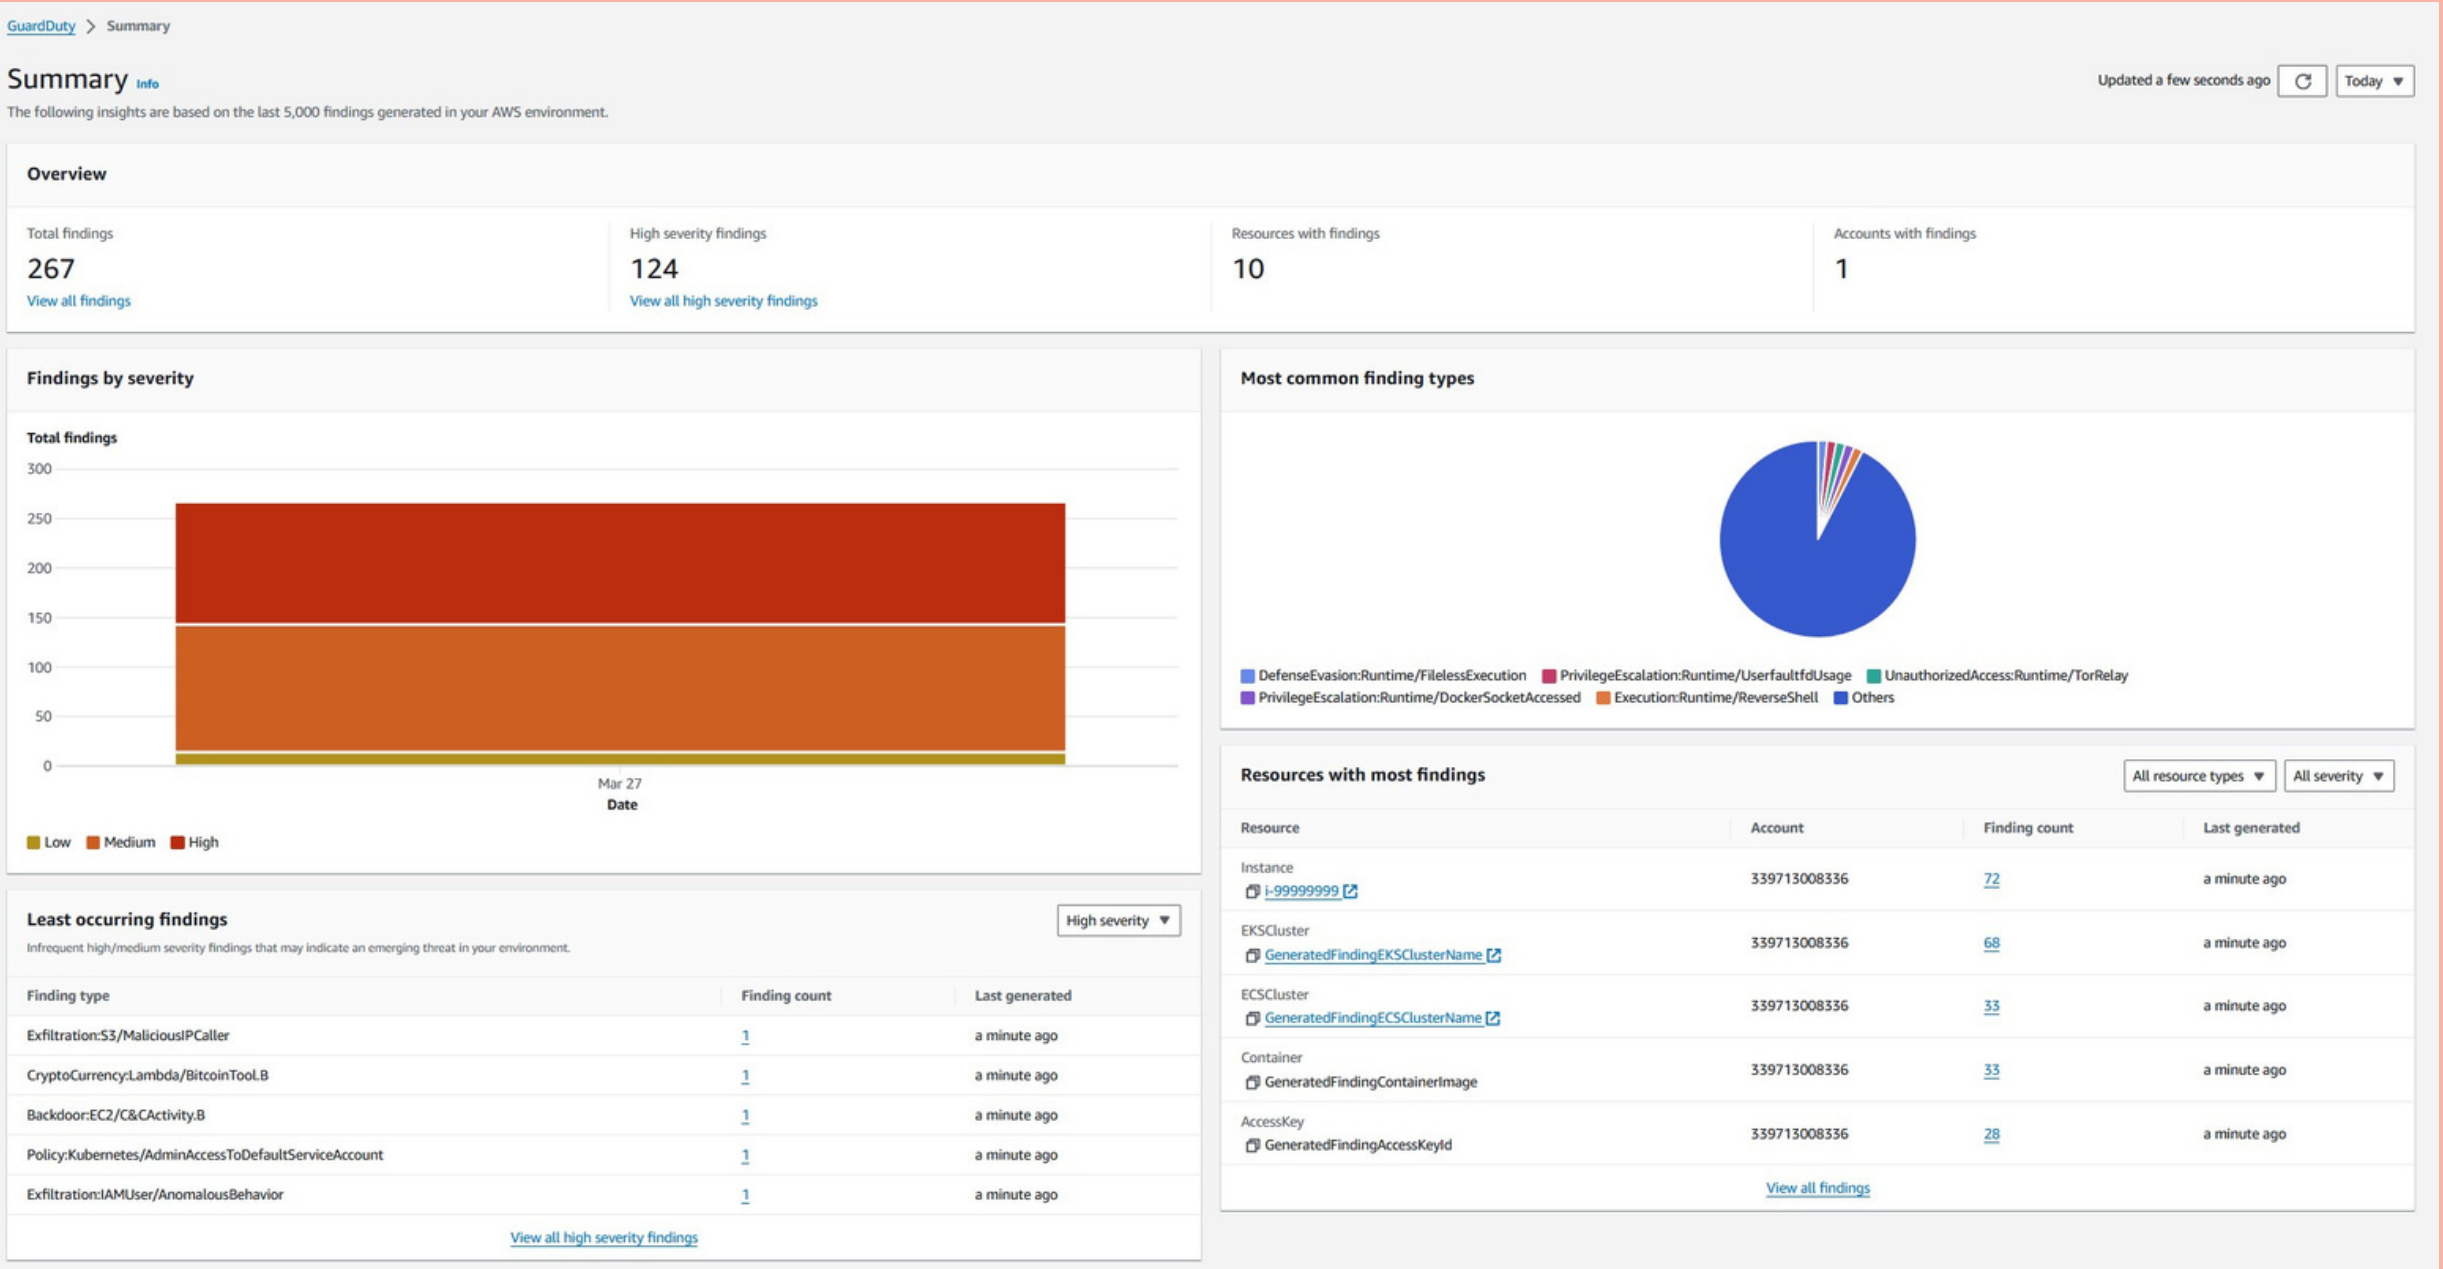 GuardDuty > Summary
Summary Info
Updated a few seconds ago
Today
The following insights are based on the last 5,000 findings generated in your AWS environment.
Overview
Total findings
267
View all findings
High severity findings
124
View all high severity findings
Resources with findings
10
Accounts with findings
1
Findings by severity
Total findings
300
250
200
150
100
50
0
Mar 27
Date
Low Medium High
Most common finding types
DefenseEvasion:Runtime/FilelessExecution PrivilegeEscalation:Runtime/UserfaultfdUsage UnauthorizedAccess:Runtime/TorRelay
PrivilegeEscalation:Runtime/DockerSocketAccessed Execution:Runtime/ReverseShell Others
Least occurring findings
High severity
Infrequent high/medium severity findings that may indicate an emerging threat in your environment.
Finding type Finding count Last generated
Exfiltration:S3/MaliciousIPCaller 1 a minute ago
CryptoCurrency:Lambda/BitcoinTool.B 1 a minute ago
Backdoor:EC2/C&CActivity.B 1 a minute ago
Policy:Kubernetes/AdminAccessToDefaultServiceAccount 1 a minute ago
Exfiltration:IAMUser/AnomalousBehavior 1 a minute ago
View all high severity findings
Resources with most findings
All resource types
All severity
Resource Account Finding count Last generated
Instance
i-99999999 339713008336 72 a minute ago
EKSCluster
GeneratedFindingEKSClusterName 339713008336 68 a minute ago
ECSCluster
GeneratedFindingECSClusterName 339713008336 33 a minute ago
Container
GeneratedFindingContainerImage 339713008336 33 a minute ago
AccessKey
GeneratedFindingAccessKeyId 339713008336 28 a minute ago
View all findings